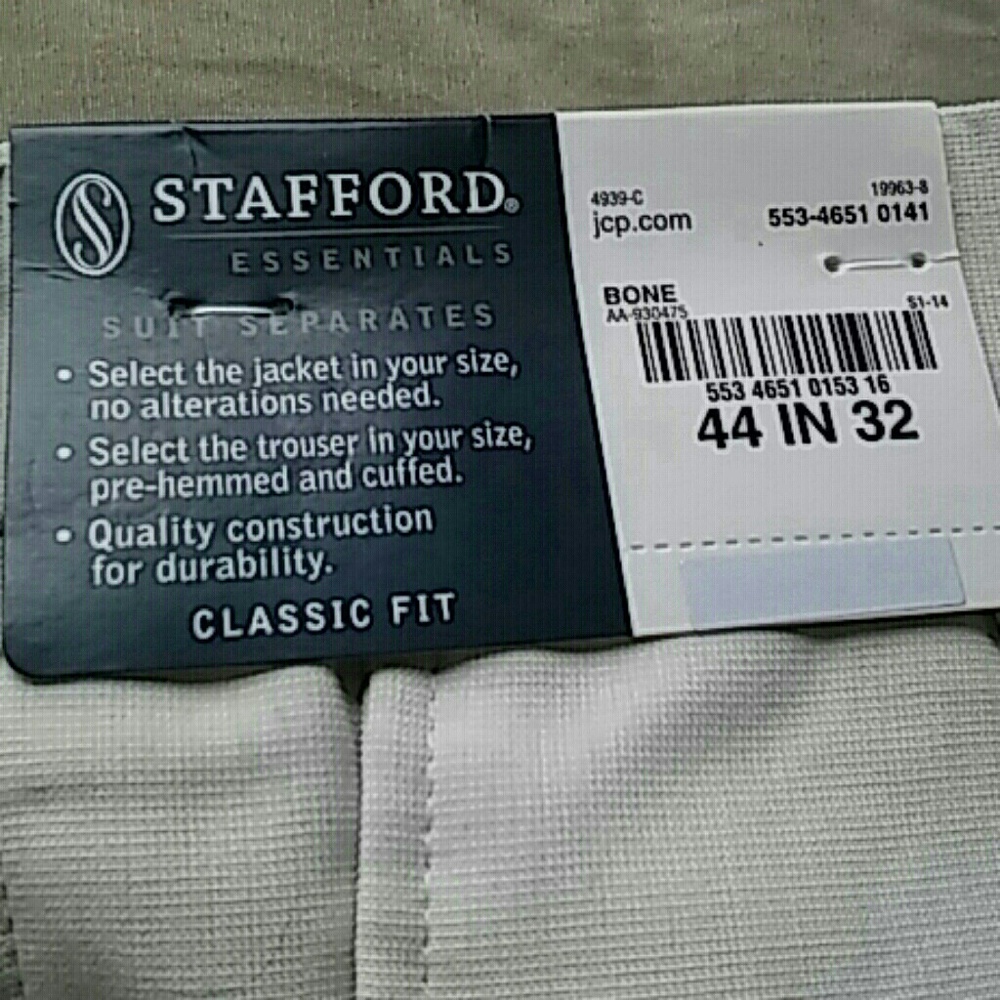 STAFFORD®
ESSENTIALS
SUIT SEPARATES
• Select the jacket in your size,
no alterations needed.
• Select the trouser in your size,
pre-hemmed and cuffed.
• Quality construction
for durability.
CLASSIC FIT
4939-C 19963-8
jcp.com 553-4651 0141
BONE
AA-930475 S1-14
553 4651 0153 16
44 IN 32